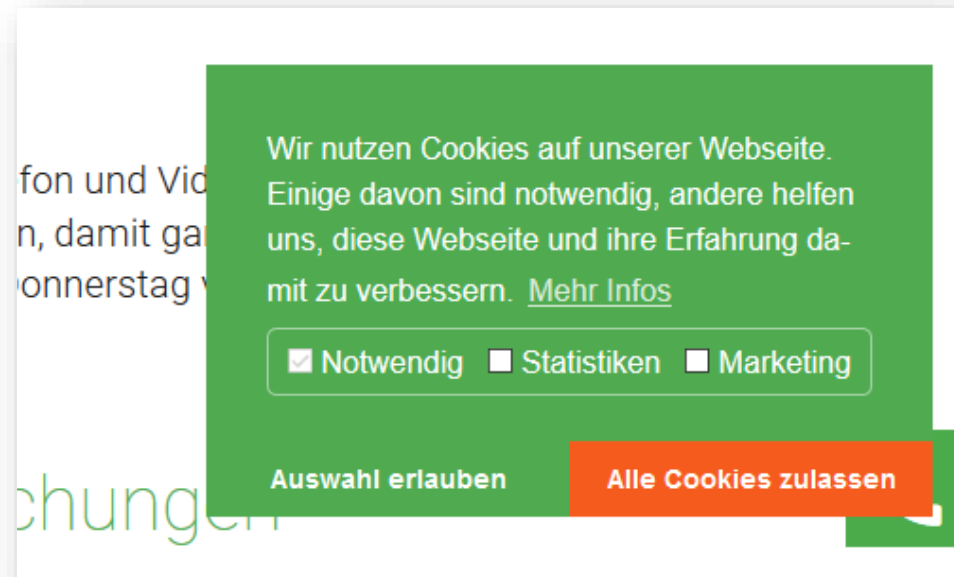 Wir nutzen Cookies auf unserer Webseite.
Einige davon sind notwendig, andere helfen
uns, diese Webseite und ihre Erfahrung da-
mit zu verbessern. Mehr Infos
Notwendig Statistiken Marketing
Auswahl erlauben Alle Cookies zulassen
fon und Vid
n, damit
onnerstag
chungen